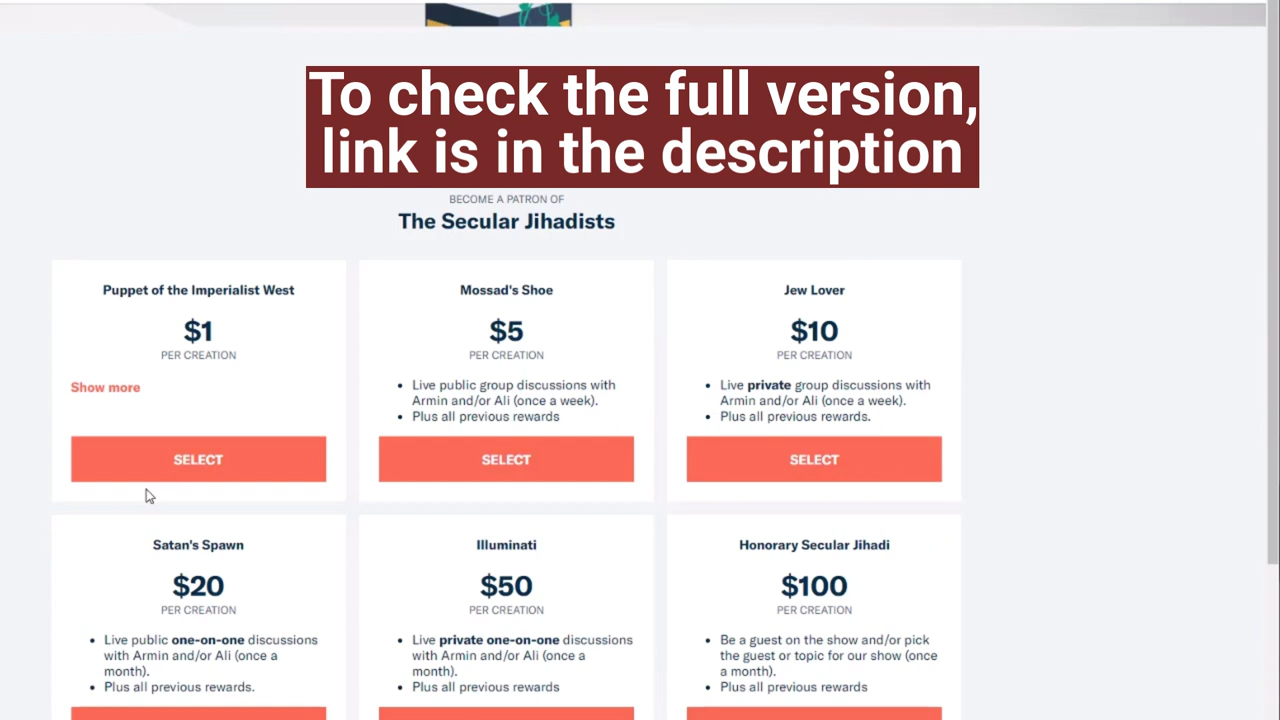 To check the full version,
link is in the description
BECOME A PATRON OF
The Secular Jihadists
Puppet of the Imperialist West
$1
PER CREATION
Show more
SELECT
Mossad's Shoe
$5
PER CREATION
• Live public group discussions with
Armin and/or Ali (once a week).
• Plus all previous rewards
SELECT
Jew Lover
$10
PER CREATION
• Live private group discussions with
Armin and/or Ali (once a week).
• Plus all previous rewards.
SELECT
Satan's Spawn
$20
PER CREATION
• Live public one-on-one discussions
with Armin and/or Ali (once a
month).
• Plus all previous rewards.
Illuminati
$50
PER CREATION
• Live private one-on-one discussions
with Armin and/or Ali (once a
month).
• Plus all previous rewards
Honorary Secular Jihadi
$100
PER CREATION
• Be a guest on the show and/or pick
the guest or topic for our show (once
a month).
• Plus all previous rewards